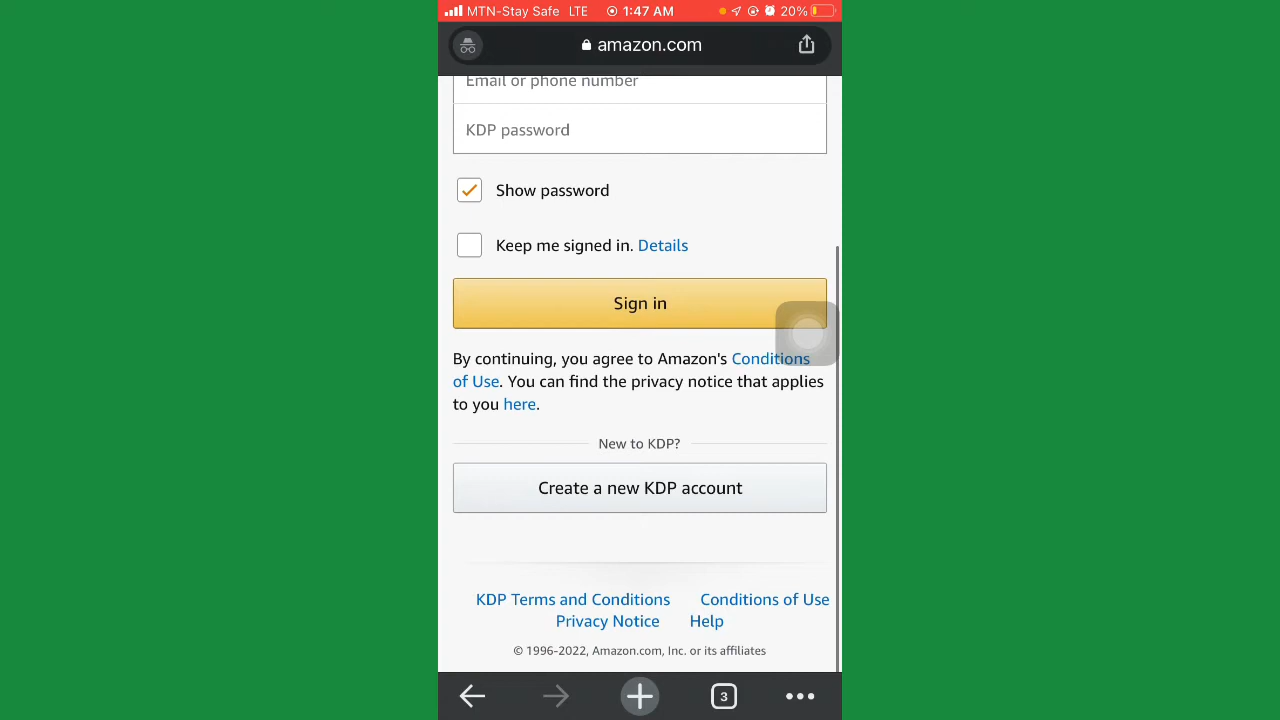 MTN-Stay Safe LTE 1:47 AM 20%
amazon.com
Email or phone number
KDP password
Show password
Keep me signed in. Details
Sign in
By continuing, you agree to Amazon's Conditions
of Use. You can find the privacy notice that applies
to you here.
New to KDP?
Create a new KDP account
KDP Terms and Conditions Conditions of Use
Privacy Notice Help
© 1996-2022, Amazon.com, Inc. or its affiliates
3